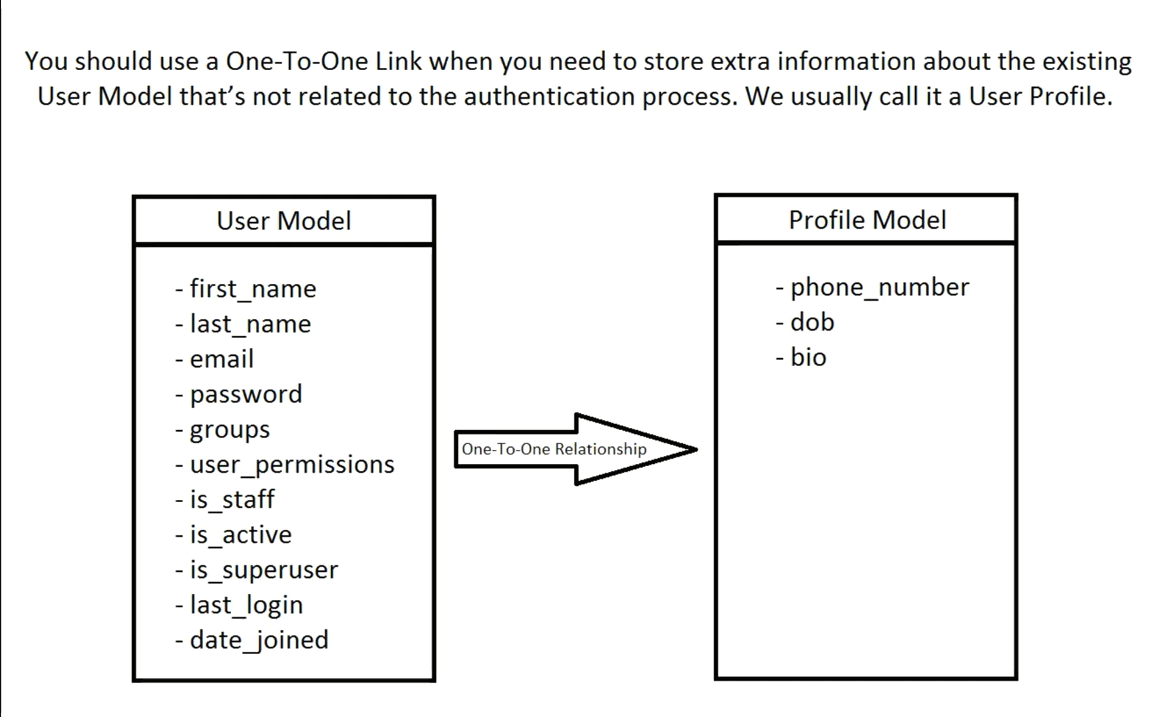 You should use a One-To-One Link when you need to store extra information about the existing
User Model that’s not related to the authentication process. We usually call it a User Profile.
User Model
- first_name
- last_name
- email
- password
- groups
- user_permissions
- is_staff
- is_active
- is_superuser
- last_login
- date_joined
One-To-One Relationship
Profile Model
- phone_number
- dob
- bio